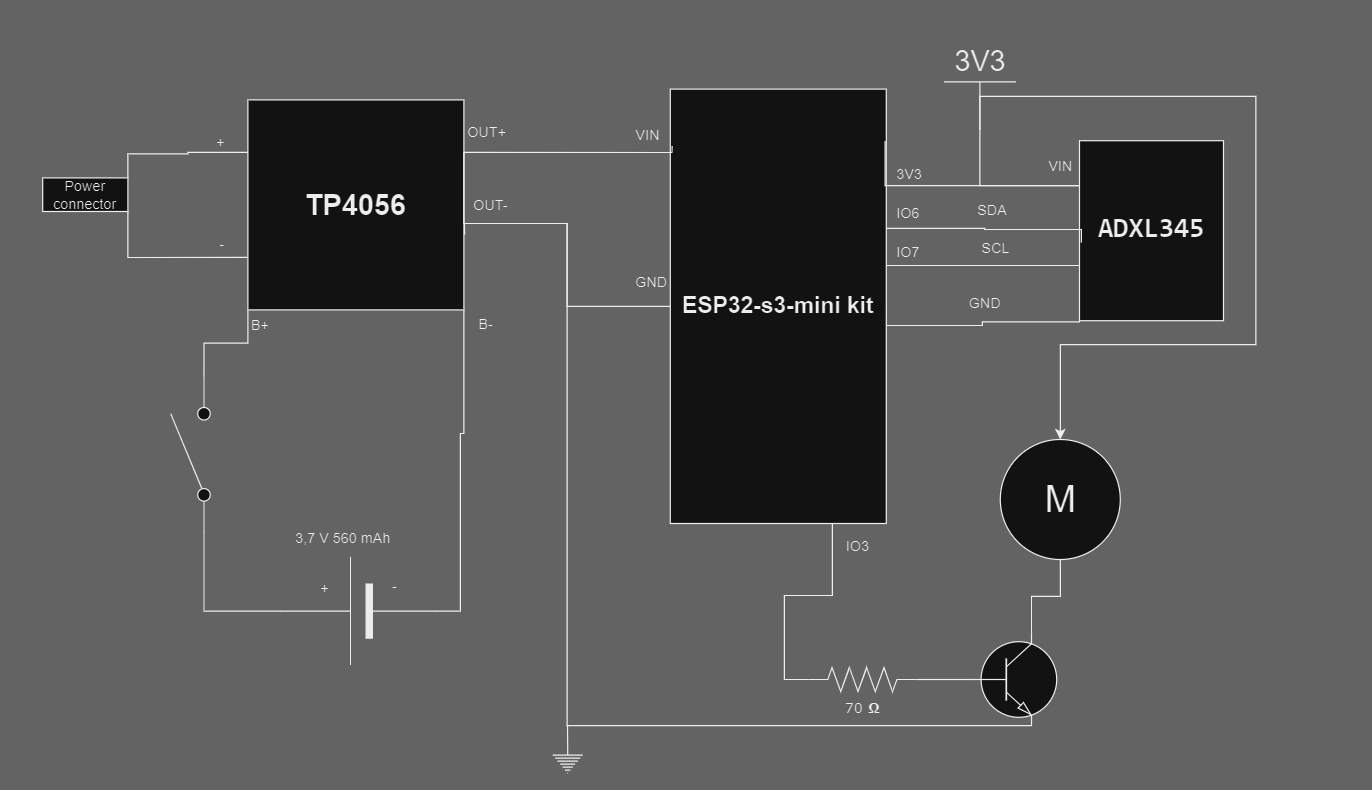 3V3
+
OUT+
VIN
Power
connector
TP4056
OUT-
-
B+
B-
GND
ESP32-s3-mini kit
3V3
IO6
IO7
VIN
SDA
SCL
GND
ADXL345
M
3,7 V 560 mAh
+
-
IO3
70 Ω